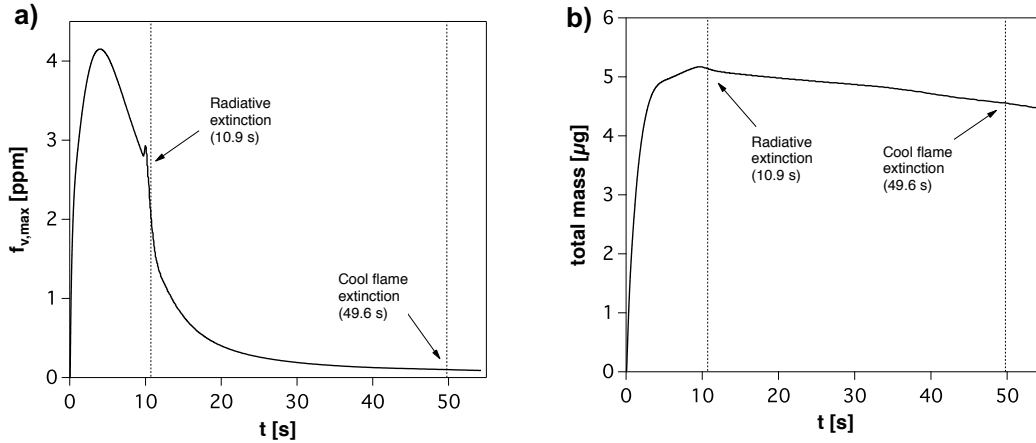 a)
f_v,max [ppm]
4
3
2
1
0
0 10 20 30 40 50
t [s]
Radiative
extinction
(10.9 s)
Cool flame
extinction
(49.6 s)
b)
total mass [µg]
6
5
4
3
2
1
0
0 10 20 30 40 50
t [s]
Radiative
extinction
(10.9 s)
Cool flame
extinction
(49.6 s)